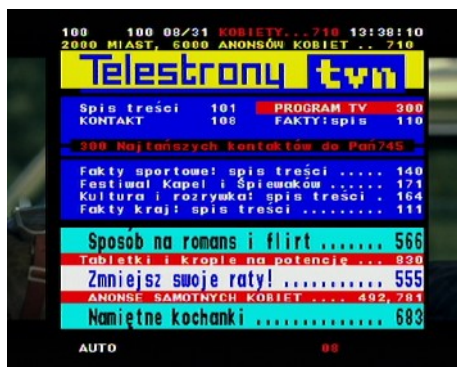 100 100 08/31 KOBIETY...710 13:38:10
2000 MIAST, 6000 ANONSÓW KOBIET .. 710
Telestrony tvn
Spis treści 101 PROGRAM TV 300
KONTAKT 108 FAKTY:spis 110
300 Najtańszych kontaktów do Pań745
Fakty sportowe: spis treści ..... 140
Festiwal Kapel i Śpiewaków ...... 171
Kultura i rozrywka: spis treści . 164
Fakty kraj: spis treści ......... 111
Sposób na romans i flirt ....... 566
Tabletki i krople na potencję ... 830
Zmniejsz swoje raty! ........... 555
ANONSE SAMOTNYCH KOBIET .... 492,781
Namiętne kochanki .............. 683
AUTO 08